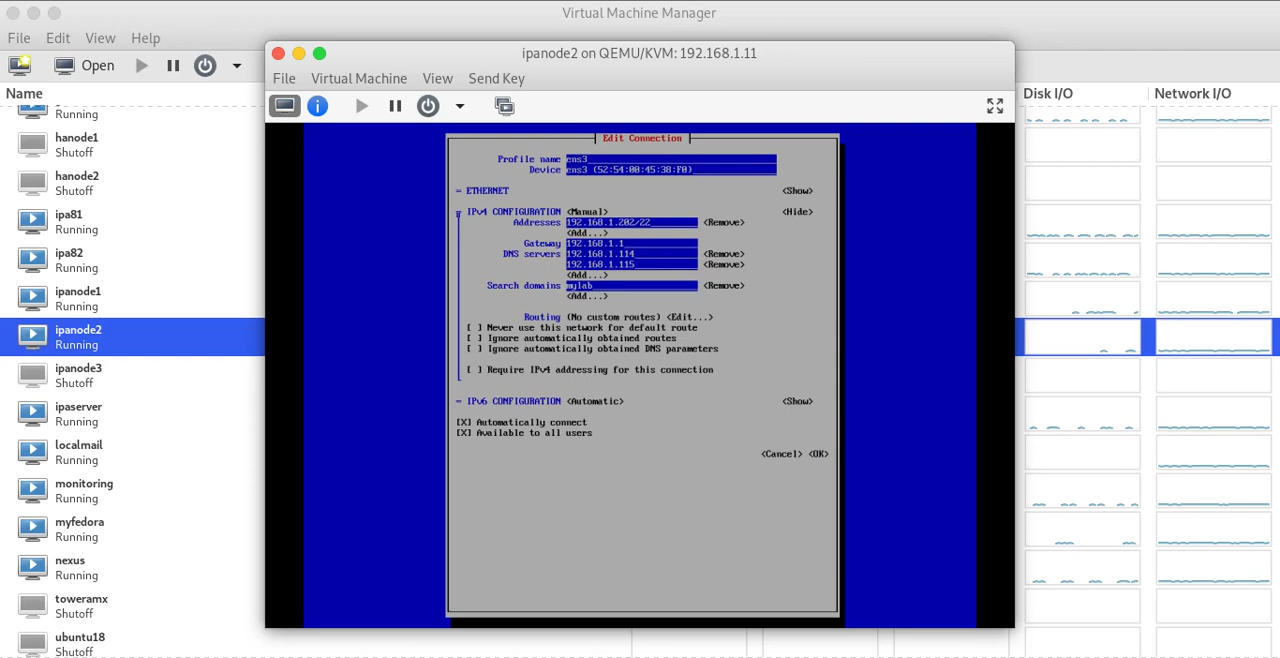 Virtual Machine Manager
File Edit View Help
Open
Name
Disk I/O
Network I/O
Running
hanode1
Shutoff
hanode2
Shutoff
ipa81
Running
ipa82
Running
ipanode1
Running
ipanode2
Running
ipanode3
Shutoff
ipaserver
Running
localmail
Running
monitoring
Running
myfedora
Running
nexus
Running
toweramx
Shutoff
ubuntu18
Shutoff
ipanode2 on QEMU/KVM: 192.168.1.11
File Virtual Machine View Send Key
Edit Connection
Profile name ens3
Device ens3 (52:54:00:45:38:F0)
= ETHERNET <Show>
IPv4 CONFIGURATION <Manual> <Hide>
Addresses 192.168.1.202/22 <Remove>
<Add...>
Gateway 192.168.1.1
DNS servers 192.168.1.114 <Remove>
192.168.1.115 <Remove>
<Add...>
Search domains mylab <Remove>
<Add...>
Routing (No custom routes) <Edit...>
[ ] Never use this network for default route
[ ] Ignore automatically obtained routes
[ ] Ignore automatically obtained DNS parameters
[ ] Require IPv4 addressing for this connection
= IPv6 CONFIGURATION <Automatic> <Show>
[X] Automatically connect
[X] Available to all users
<Cancel> <OK>